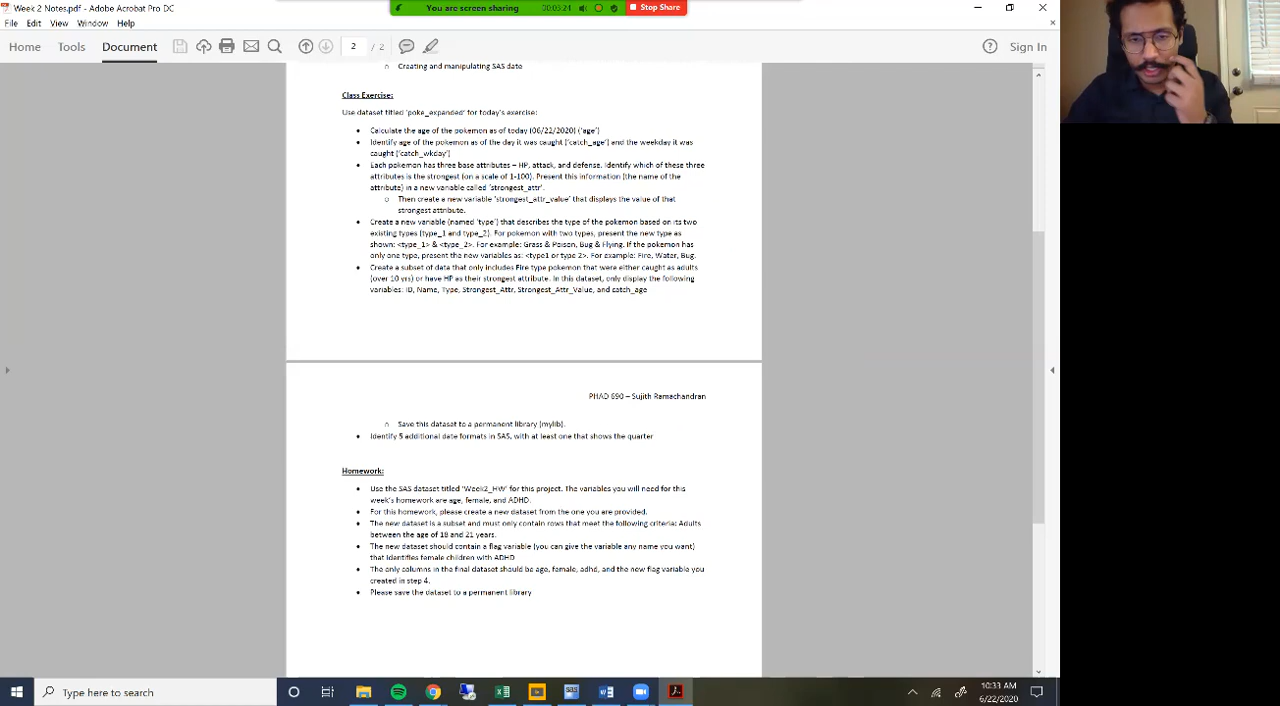 Week 2 Notes.pdf - Adobe Acrobat Pro DC
You are screen sharing
Stop Share
File Edit View Window Help
Home Tools Document
2 / 2
Sign In
Creating and manipulating SAS date
Class Exercise:
Use dataset titled 'poke_expanded' for today's exercise:
• Calculate the age of the pokemon as of today (06/22/2020) ('age')
• Identify age of the pokemon as of the day it was caught ('catch_age') and the weekday it was
caught ('catch_wkday')
• Each pokemon has three base attributes – HP, attack, and defense. Identify which of these three
attributes is the strongest (on a scale of 1-100). Present this information (the name of the
attribute) in a new variable called 'strongest_attr'.
o Then create a new variable 'strongest_attr_value' that displays the value of that
strongest attribute.
• Create a new variable (named 'type') that describes the type of the pokemon based on its two
existing types (type_1 and type_2). For pokemon with two types, present the new type as
shown: <type_1> & <type_2>. For example: Grass & Poison, Bug & Flying. If the pokemon has
only one type, present the new variables as: <type1 or type 2>. For example: Fire, Water, Bug.
• Create a subset of data that only includes Fire type pokemon that were either caught as adults
(over 10 yrs) or have HP as their strongest attribute. In this dataset, only display the following
variables: ID, Name, Type, Strongest_Attr, Strongest_Attr_Value, and catch_age
PHAD 690 – Sujith Ramachandran
Save this dataset to a permanent library (mylib).
• Identify 5 additional date formats in SAS, with at least one that shows the quarter
Homework:
• Use the SAS dataset titled 'Week2_HW' for this project. The variables you will need for this
week's homework are age, female, and ADHD.
• For this homework, please create a new dataset from the one you are provided.
• The new dataset is a subset and must only contain rows that meet the following criteria: Adults
between the age of 18 and 21 years.
• The new dataset should contain a flag variable (you can give the variable any name you want)
that identifies female children with ADHD
• The only columns in the final dataset should be age, female, adhd, and the new flag variable you
created in step 4.
• Please save the dataset to a permanent library
Type here to search
10:33 AM
6/22/2020